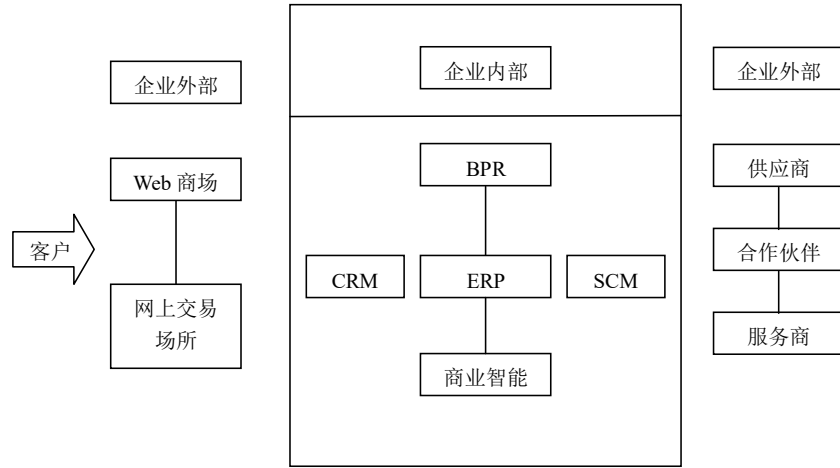 企业外部
企业内部
企业外部
Web 商场
BPR
供应商
客户
CRM
ERP
SCM
合作伙伴
网上交易
场所
服务商
商业智能